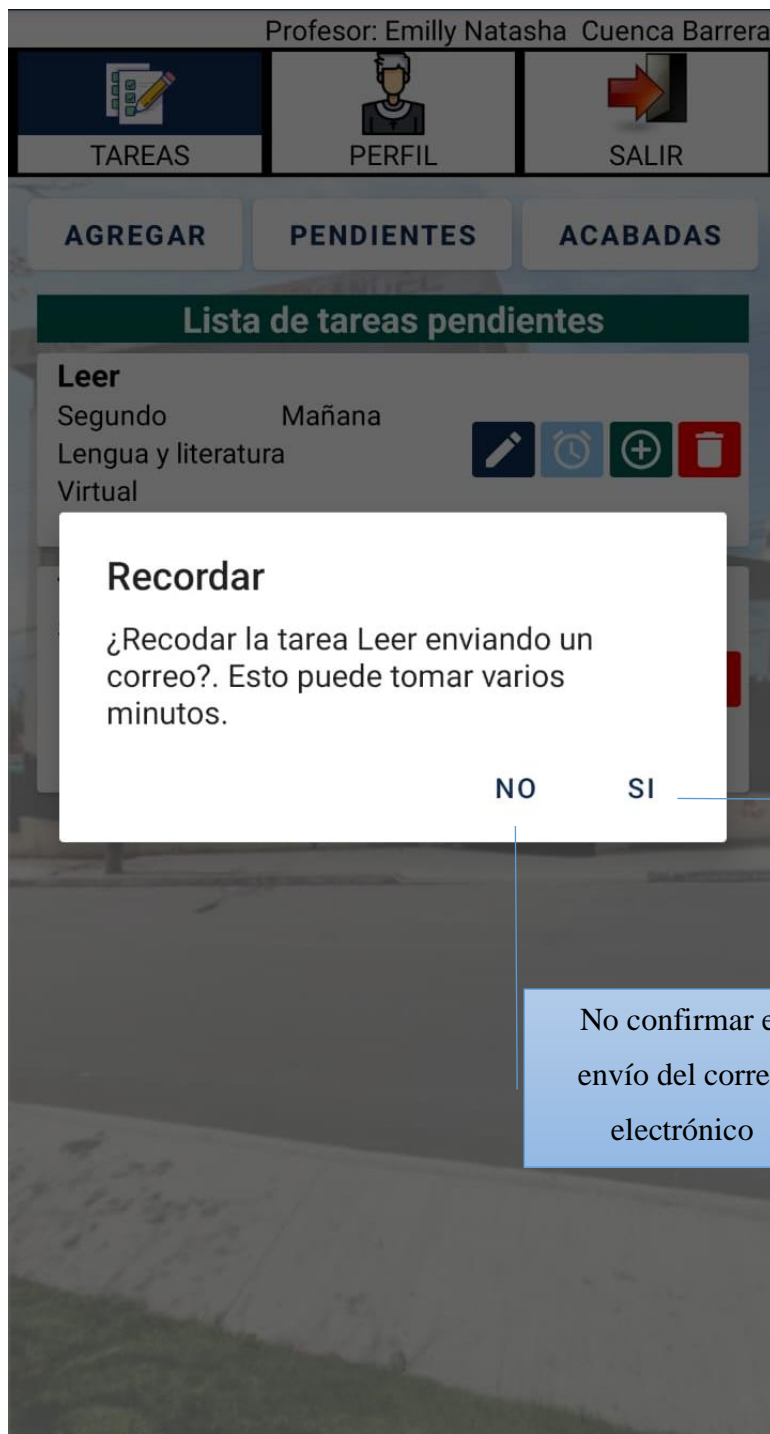 Profesor: Emilly Natasha Cuenca Barrera
TAREAS PERFIL SALIR
AGREGAR PENDIENTES ACABADAS
Lista de tareas pendientes
Leer
Segundo Mañana
Lengua y literatura
Virtual
Recordar
¿Recodar la tarea Leer enviando un
correo?. Esto puede tomar varios
minutos.
NO SI
No confirmar e
envío del corre
electrónico